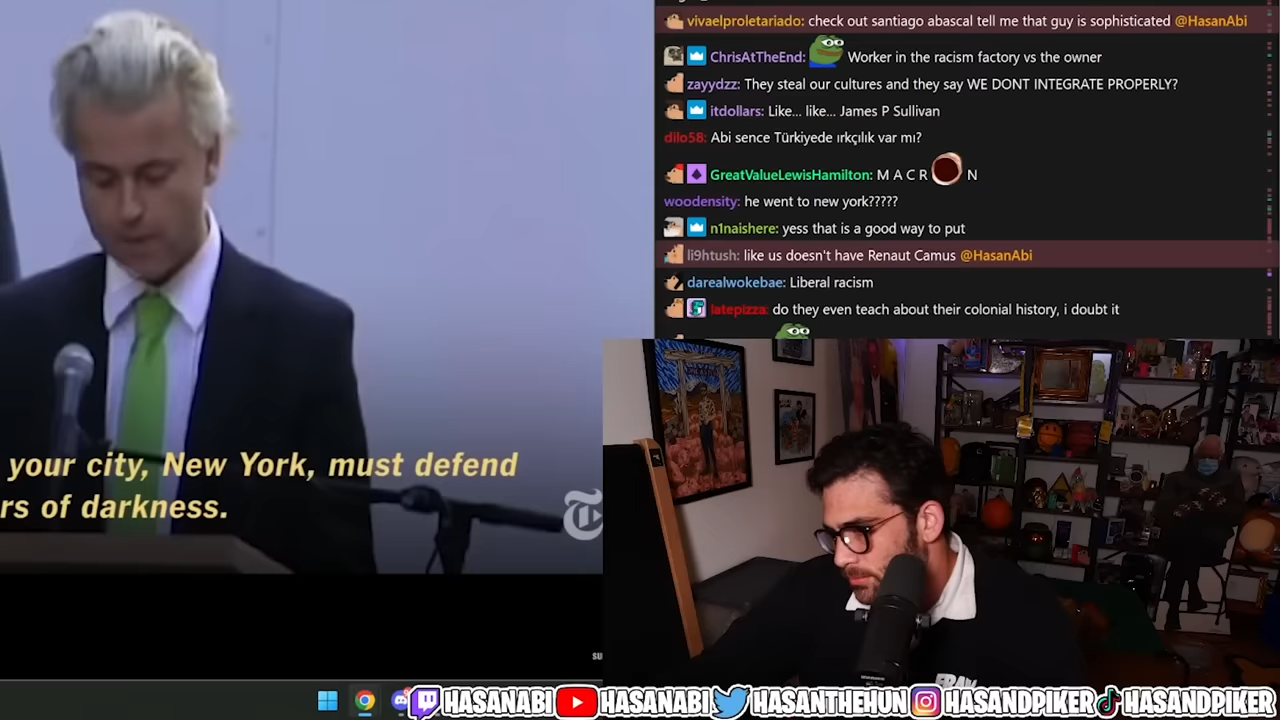 vivaelproletariado: check out santiago abascal tell me that guy is sophisticated @HasanAbi
ChrisAtTheEnd: Worker in the racism factory vs the owner
zayydzz: They steal our cultures and they say WE DONT INTEGRATE PROPERLY?
itdollars: Like... like... James P Sullivan
dilo58: Abi sence Türkiyede ırkçılık var mı?
GreatValueLewisHamilton: M A C R N
woodensity: he went to new york?????
n1naishere: yess that is a good way to put
li9htush: like us doesn't have Renaut Camus @HasanAbi
darealwokebae: Liberal racism
latepizza: do they even teach about their colonial history, i doubt it
your city, New York, must defend
rs of darkness.
SU
HASANABI HASANABI HASANTHEHUN HASANDPIKER HASANDPIKER